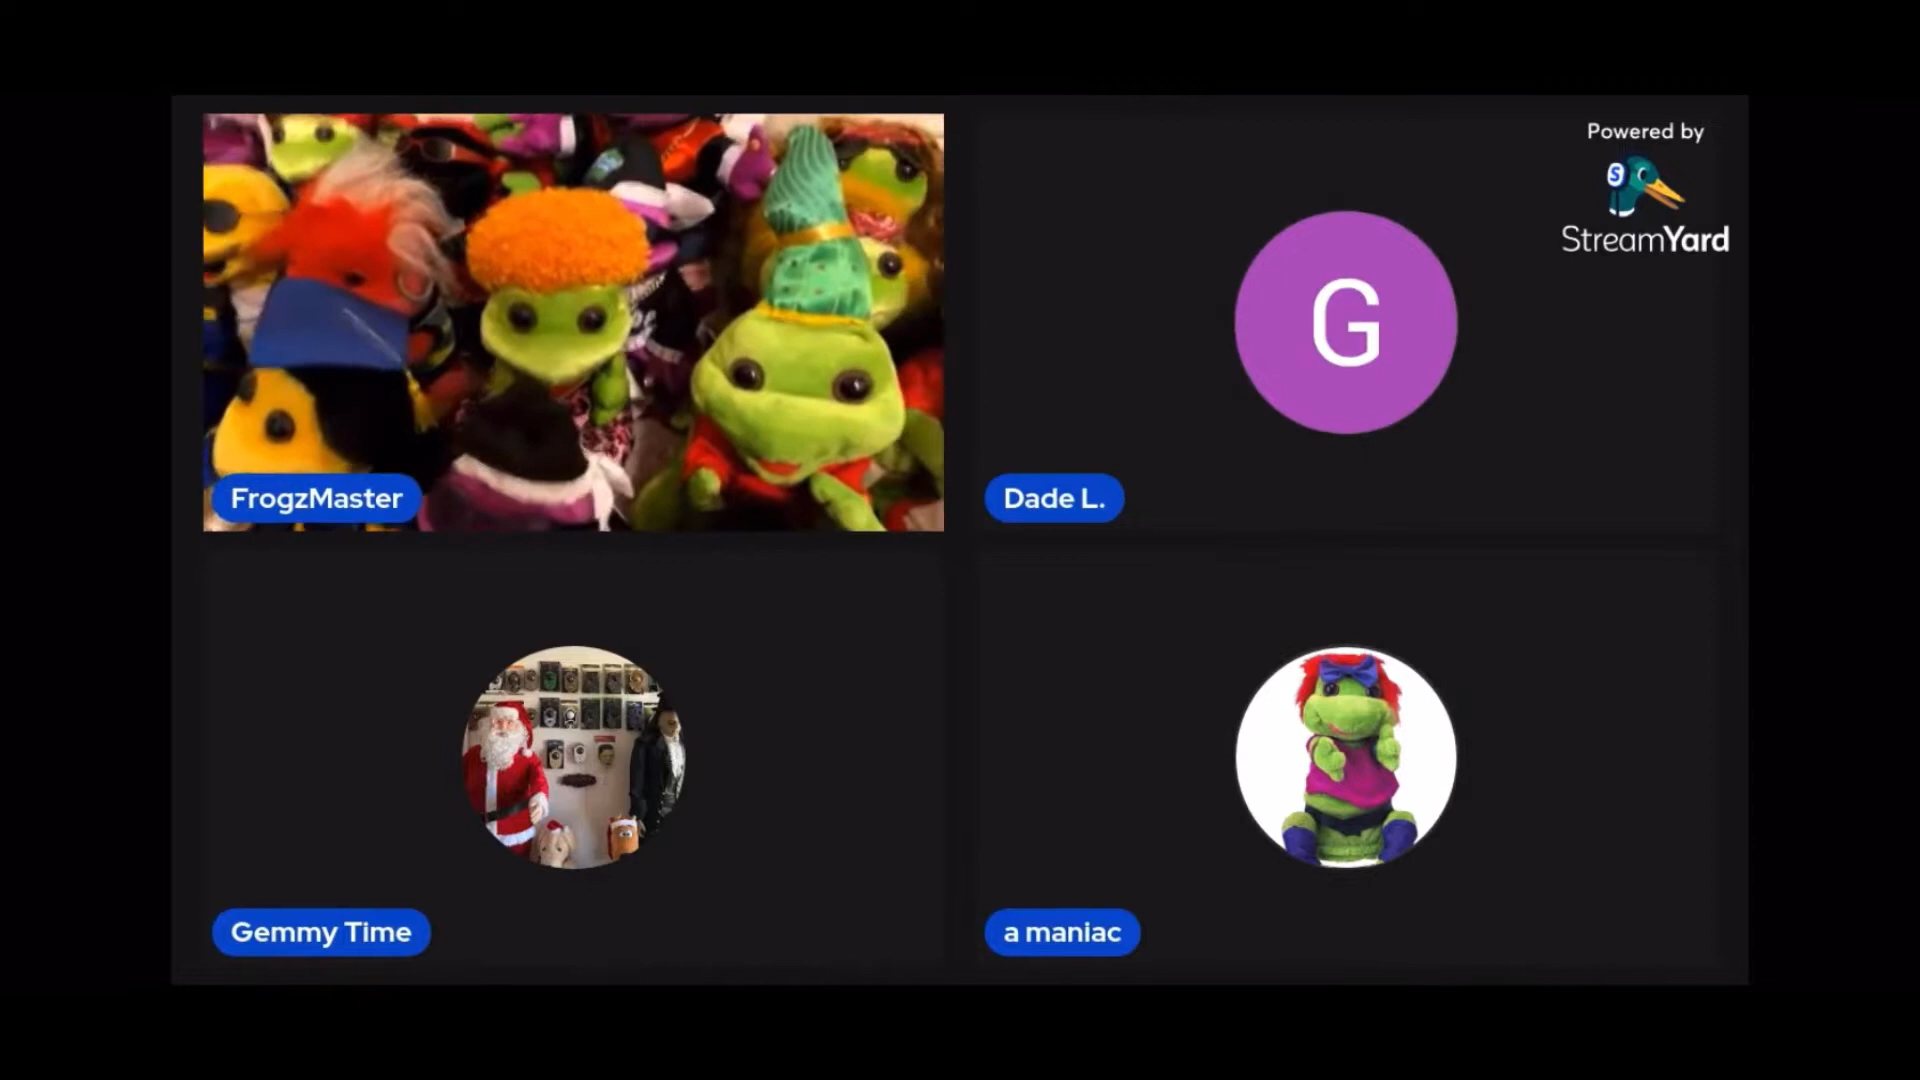 Powered by
S
StreamYard
G
FrogzMaster
Dade L.
Gemmy Time
a maniac